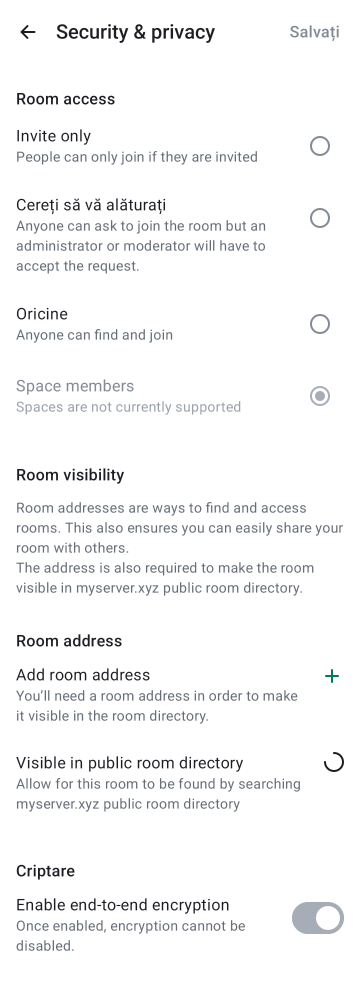 Security & privacy
Salvați
Room access
Invite only
People can only join if they are invited
Cereți să vă alăturați
Anyone can ask to join the room but an
administrator or moderator will have to
accept the request.
Oricine
Anyone can find and join
Space members
Spaces are not currently supported
Room visibility
Room addresses are ways to find and access
rooms. This also ensures you can easily share your
room with others.
The address is also required to make the room
visible in myserver.xyz public room directory.
Room address
Add room address
You’ll need a room address in order to make
it visible in the room directory.
Visible in public room directory
Allow for this room to be found by searching
myserver.xyz public room directory
Criptare
Enable end-to-end encryption
Once enabled, encryption cannot be
disabled.